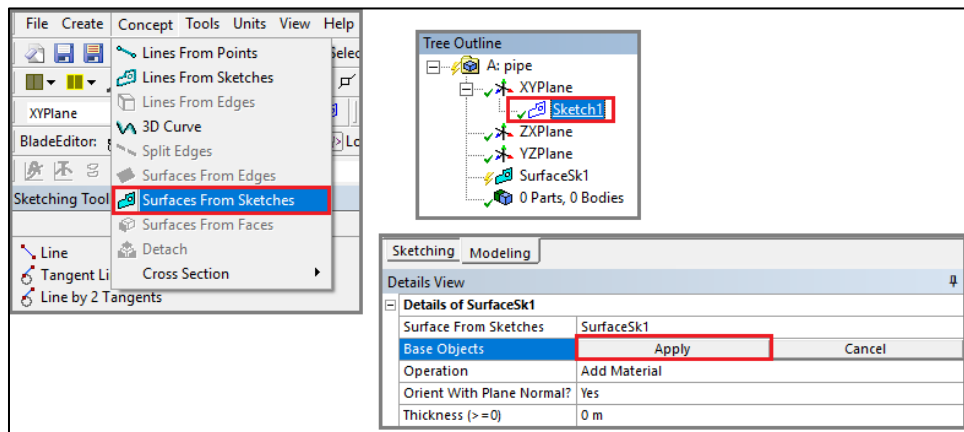 File Create Concept Tools Units View Help
Lines From Points
Lines From Sketches
Lines From Edges
XYPlane
3D Curve
BladeEditor:
Split Edges
Surfaces From Edges
Sketching Tool
Surfaces From Sketches
Surfaces From Faces
Line
Detach
Tangent Li
Cross Section
Line by 2 Tangents
Tree Outline
A: pipe
XYPlane
Sketch1
ZXPlane
YZPlane
SurfaceSk1
0 Parts, 0 Bodies
Sketching Modeling
Details View
Details of SurfaceSk1
Surface From Sketches SurfaceSk1
Base Objects Apply Cancel
Operation Add Material
Orient With Plane Normal? Yes
Thickness (>=0) 0 m